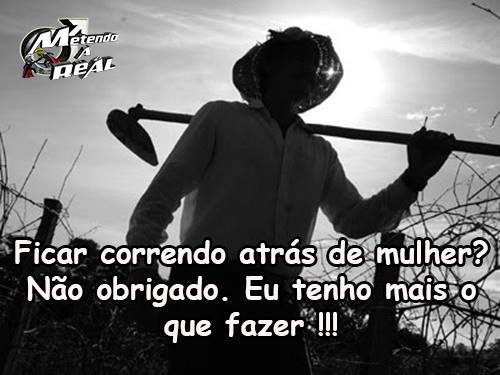 Metendo
A
REAL
Ficar correndo atrás de mulher?
Não obrigado. Eu tenho mais o
que fazer !!!